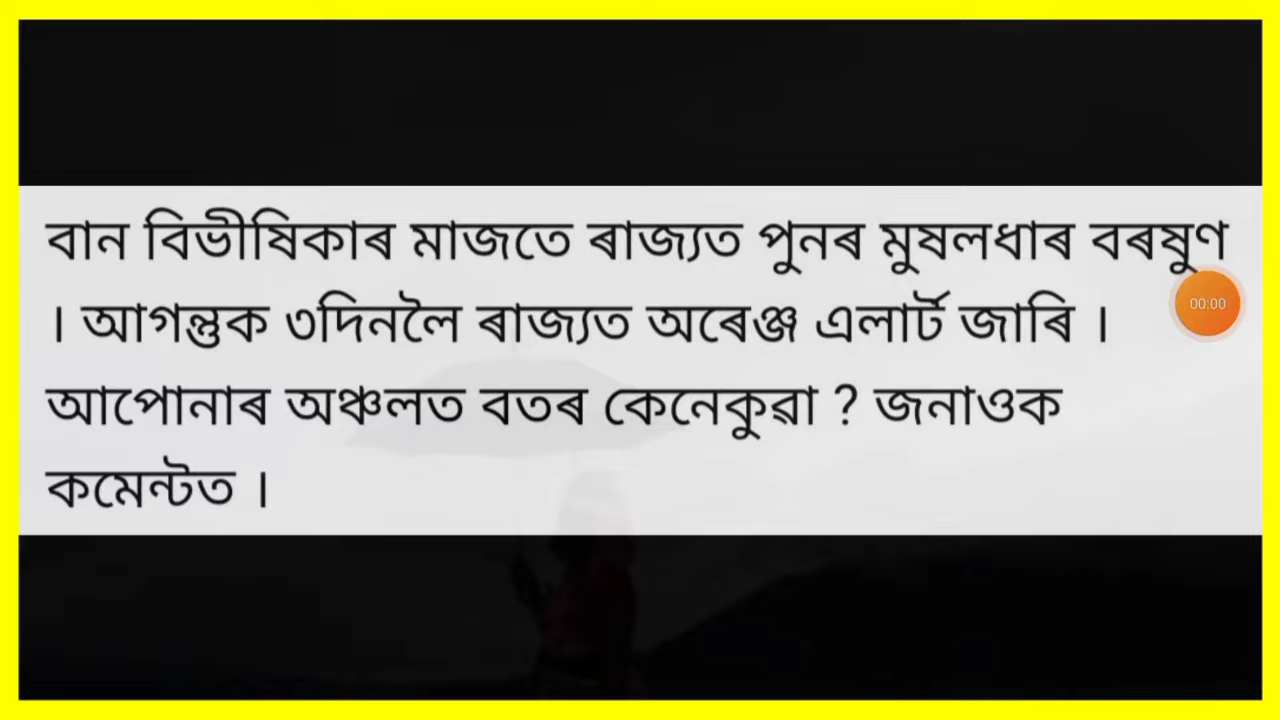 বান বিভীষিকাৰ মাজতে ৰাজ্যত পুনৰ মুষলধাৰ বৰষুণ
। আগন্তুক ৩দিনলৈ ৰাজ্যত অৰেঞ্জ এলার্ট জাৰি ।
আপোনাৰ অঞ্চলত বতৰ কেনেকুৱা ? জনাওক
কমেন্টত ।
00:00